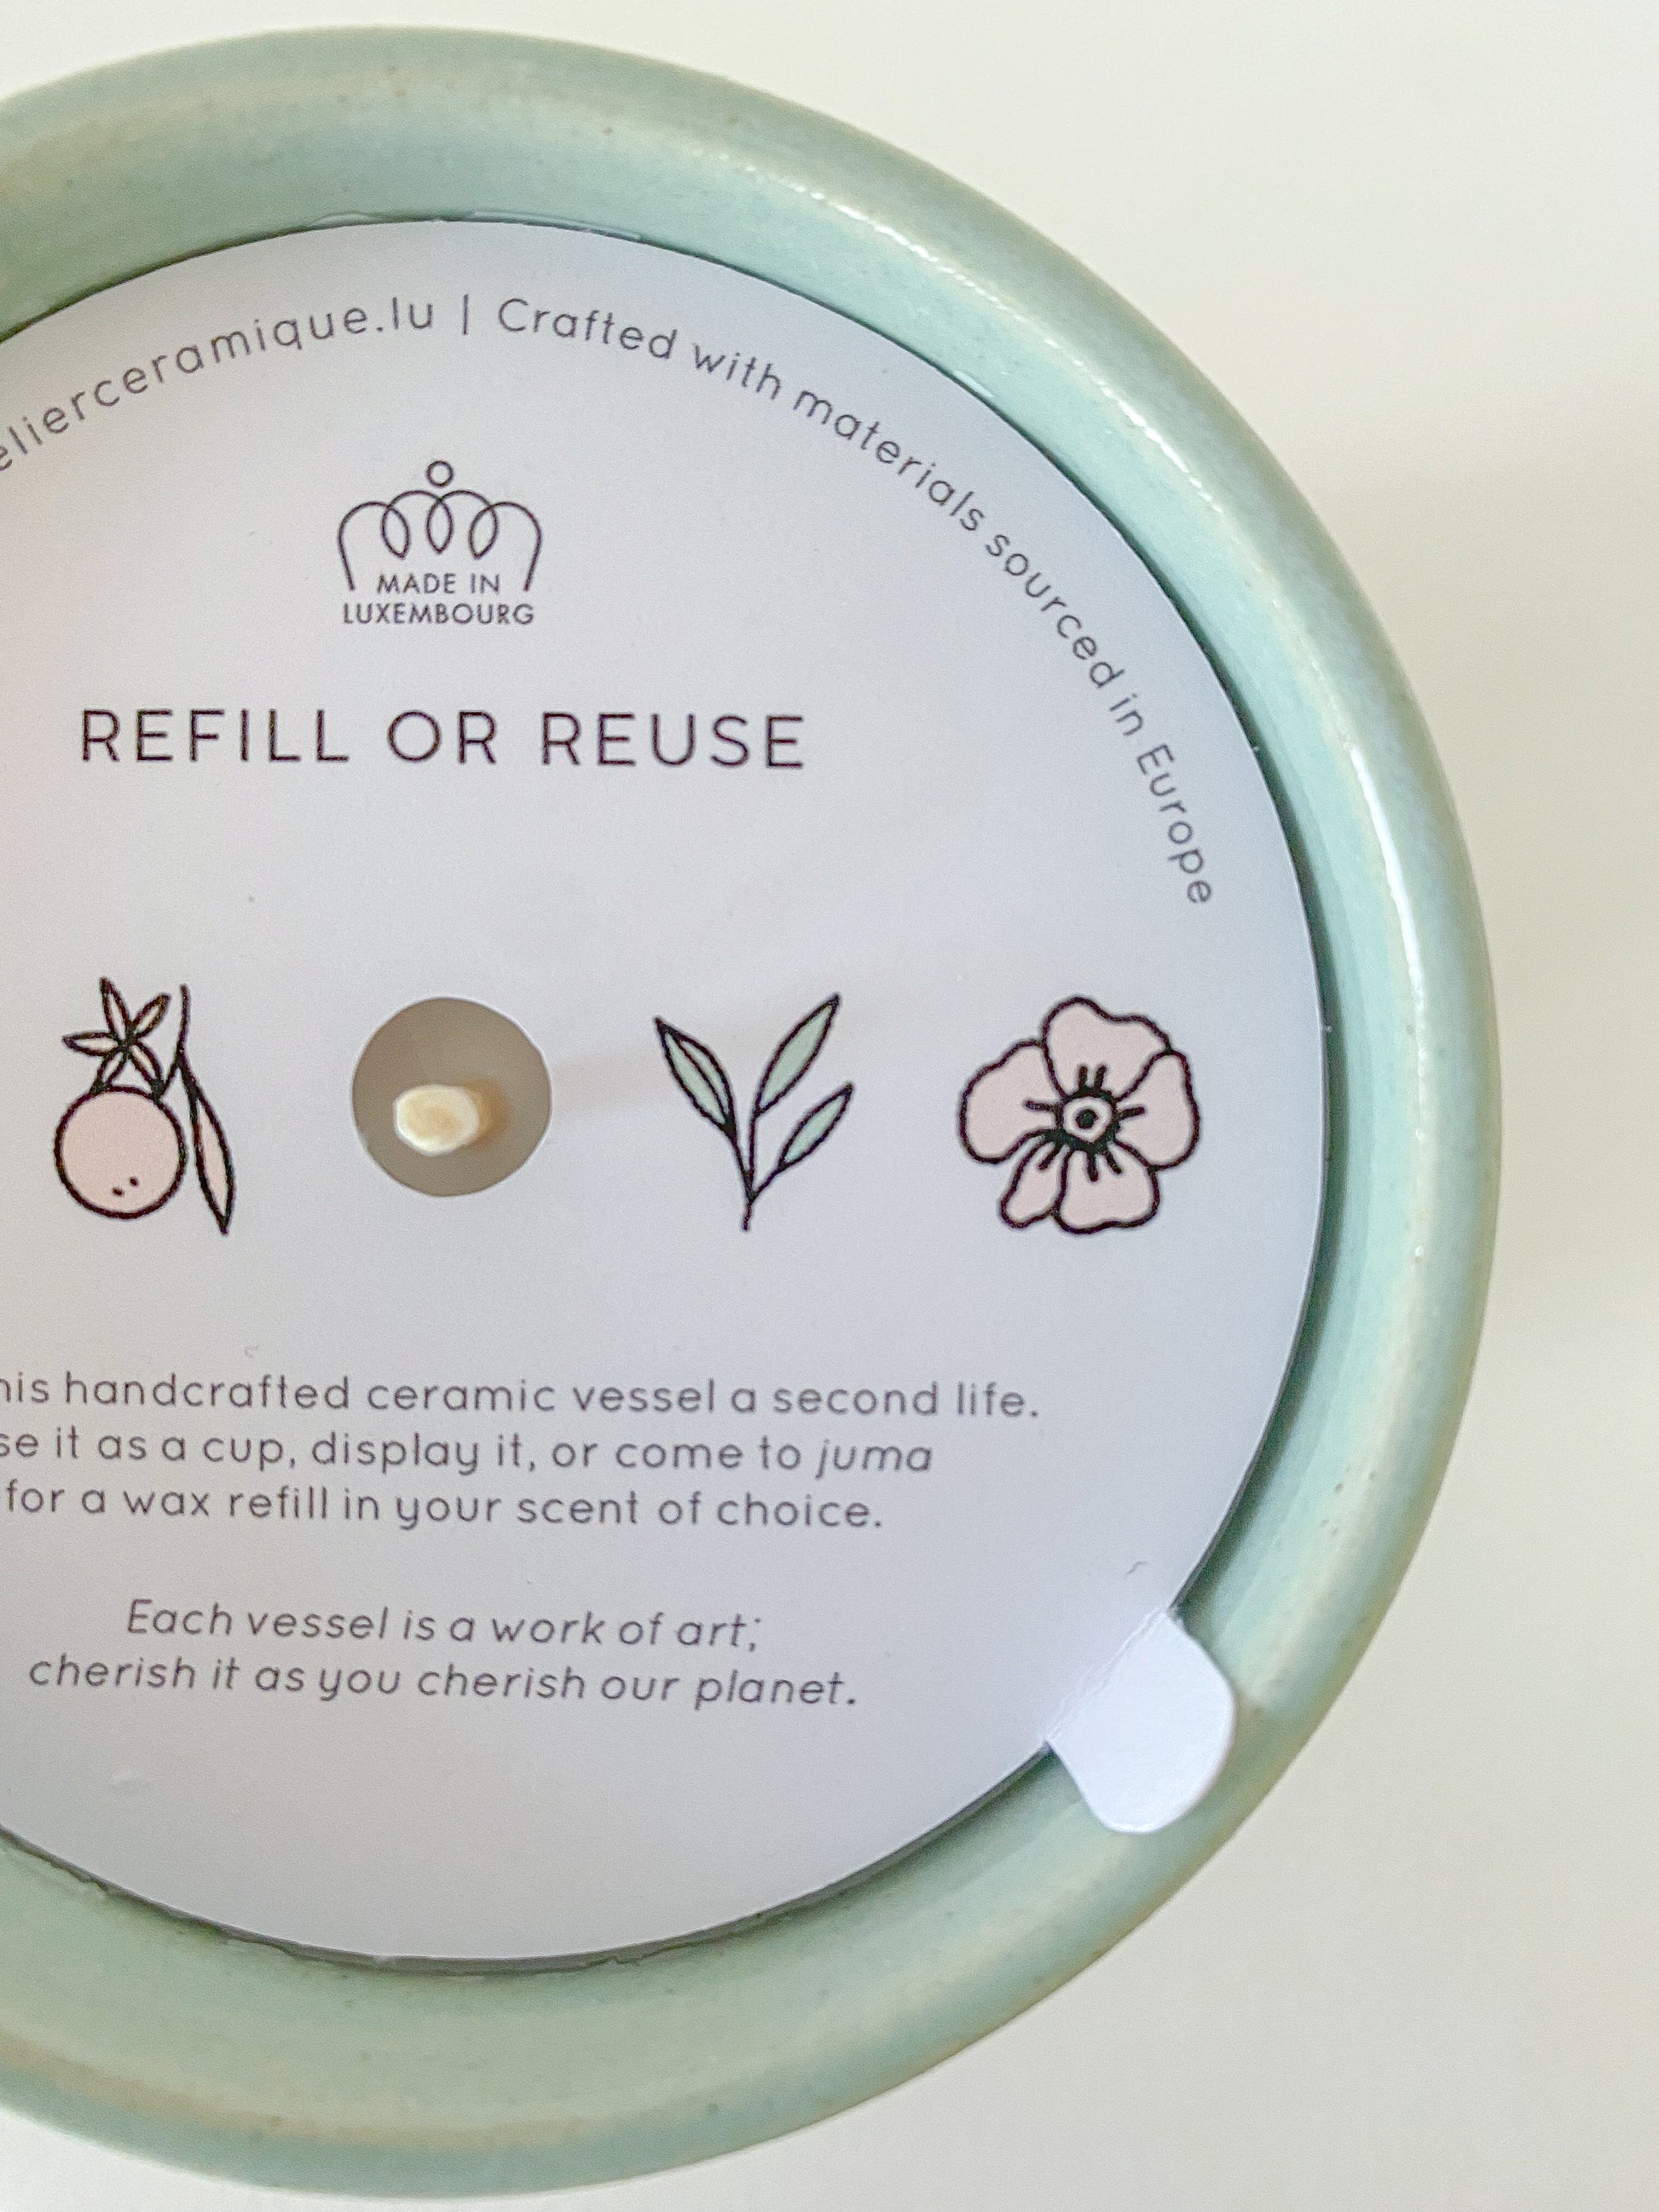 elierceramique.lu | Crafted with materials sourced in Europe
MADE IN
LUXEMBOURG
REFILL OR REUSE
handcrafted ceramic vessel a second life.
it as a cup, display it, or come to juma
for a wax refill in your scent of choice.
Each vessel is a work of art;
cherish it as you cherish our planet.